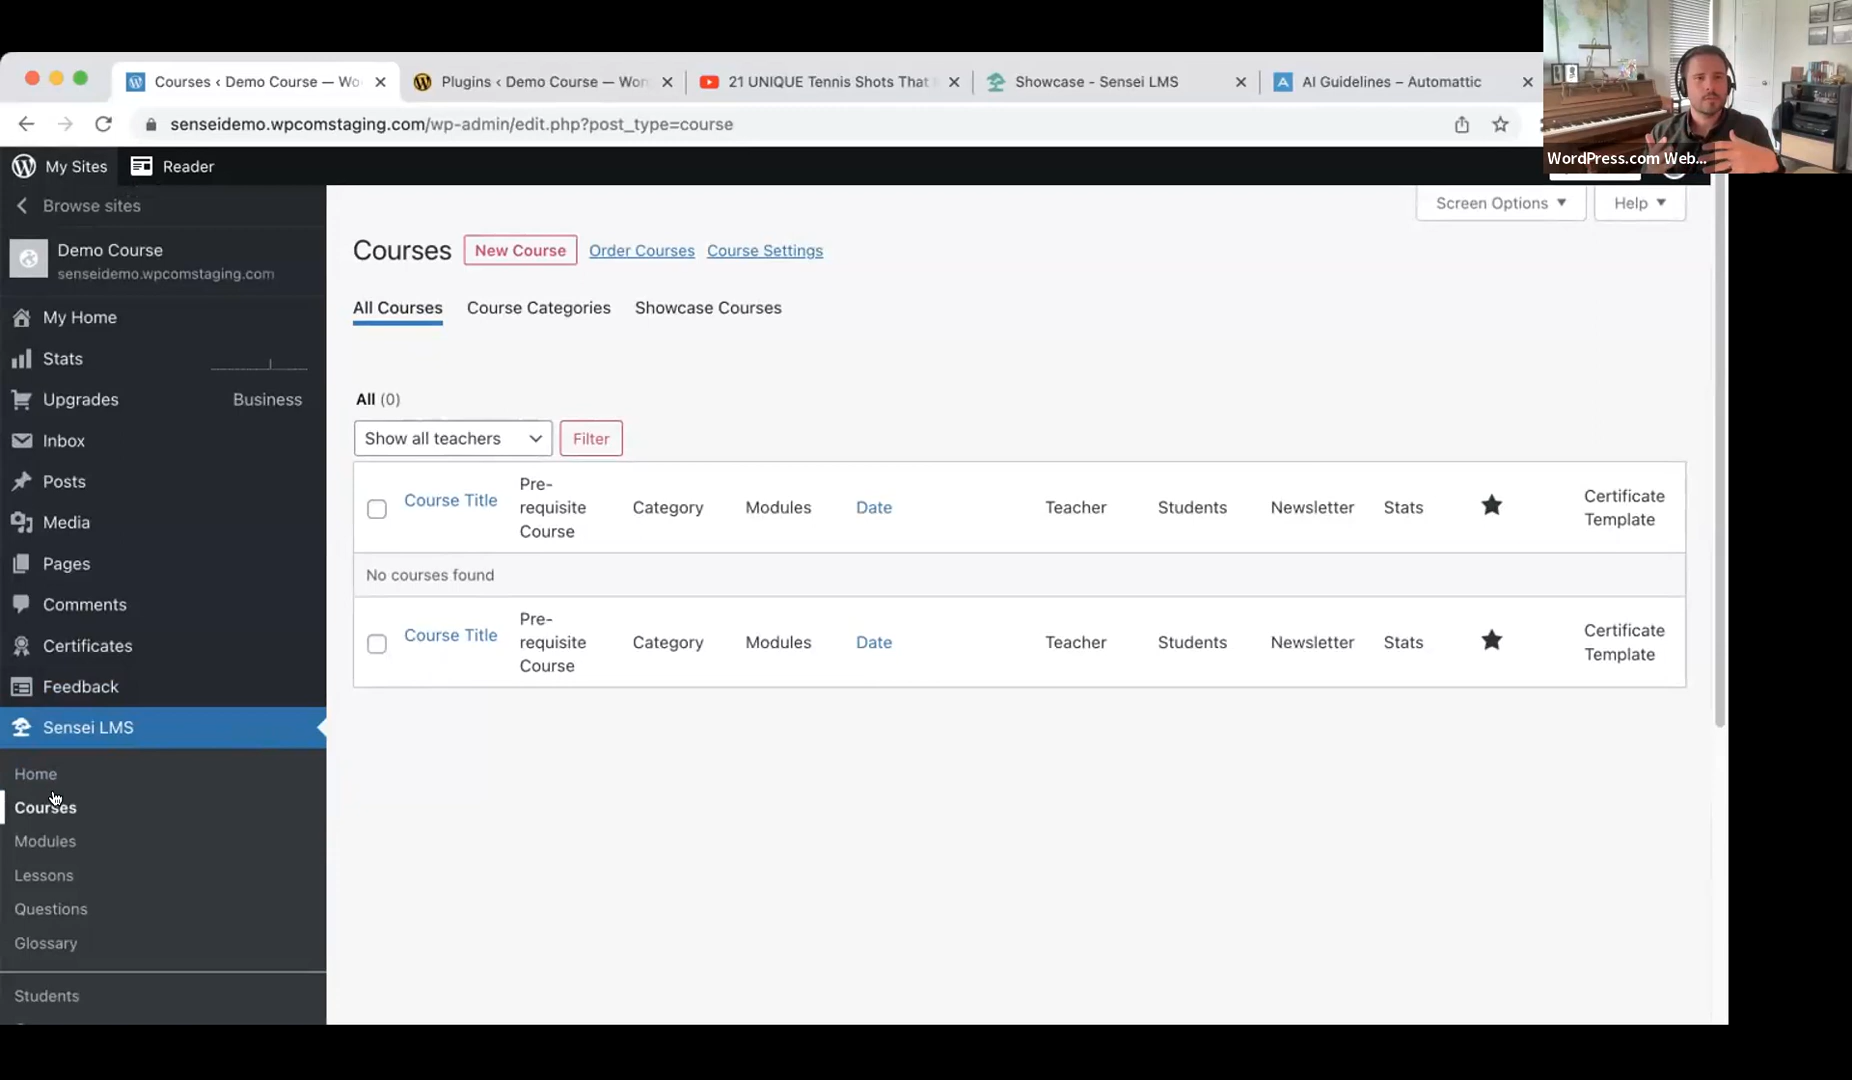 Courses ‹ Demo Course — Wo
Plugins ‹ Demo Course — Wor
21 UNIQUE Tennis Shots That
Showcase - Sensei LMS
AI Guidelines – Automattic
senseidemo.wpcomstaging.com/wp-admin/edit.php?post_type=course
WordPress.com Web...
My Sites
Reader
Browse sites
Demo Course
senseidemo.wpcomstaging.com
My Home
Stats
Upgrades Business
Inbox
Posts
Media
Pages
Comments
Certificates
Feedback
Sensei LMS
Home
Courses
Modules
Lessons
Questions
Glossary
Students
Screen Options
Help
Courses New Course Order Courses Course Settings
All Courses Course Categories Showcase Courses
All (0)
Show all teachers Filter
Course Title
Pre-
requisite
Course
Category
Modules
Date
Teacher
Students
Newsletter
Stats
Certificate
Template
No courses found
Course Title
Pre-
requisite
Course
Category
Modules
Date
Teacher
Students
Newsletter
Stats
Certificate
Template